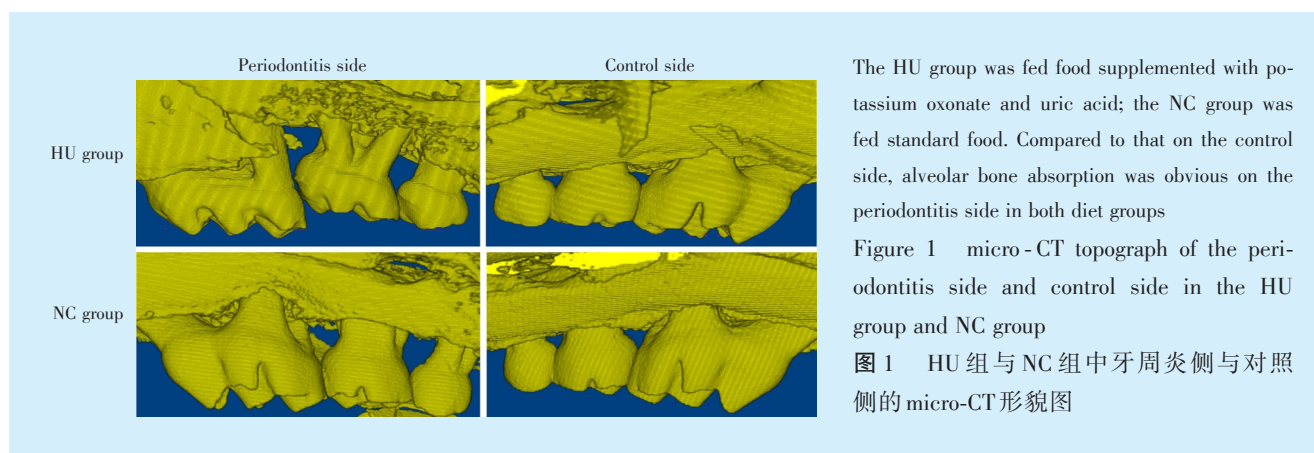 Periodontitis side
Control side
HU group
NC group
The HU group was fed food supplemented with po-
tassium oxonate and uric acid; the NC group was
fed standard food. Compared to that on the control
side, alveolar bone absorption was obvious on the
periodontitis side in both diet groups
Figure 1 micro-CT topograph of the peri-
odontitis side and control side in the HU
group and NC group
图1 HU组与NC组中牙周炎侧与对照
侧的micro-CT形貌图